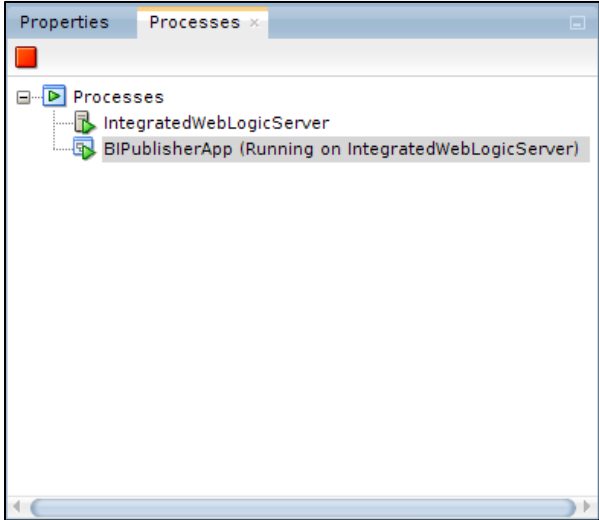 Properties Processes
Processes
IntegratedWebLogicServer
BIPublisherApp (Running on IntegratedWebLogicServer)